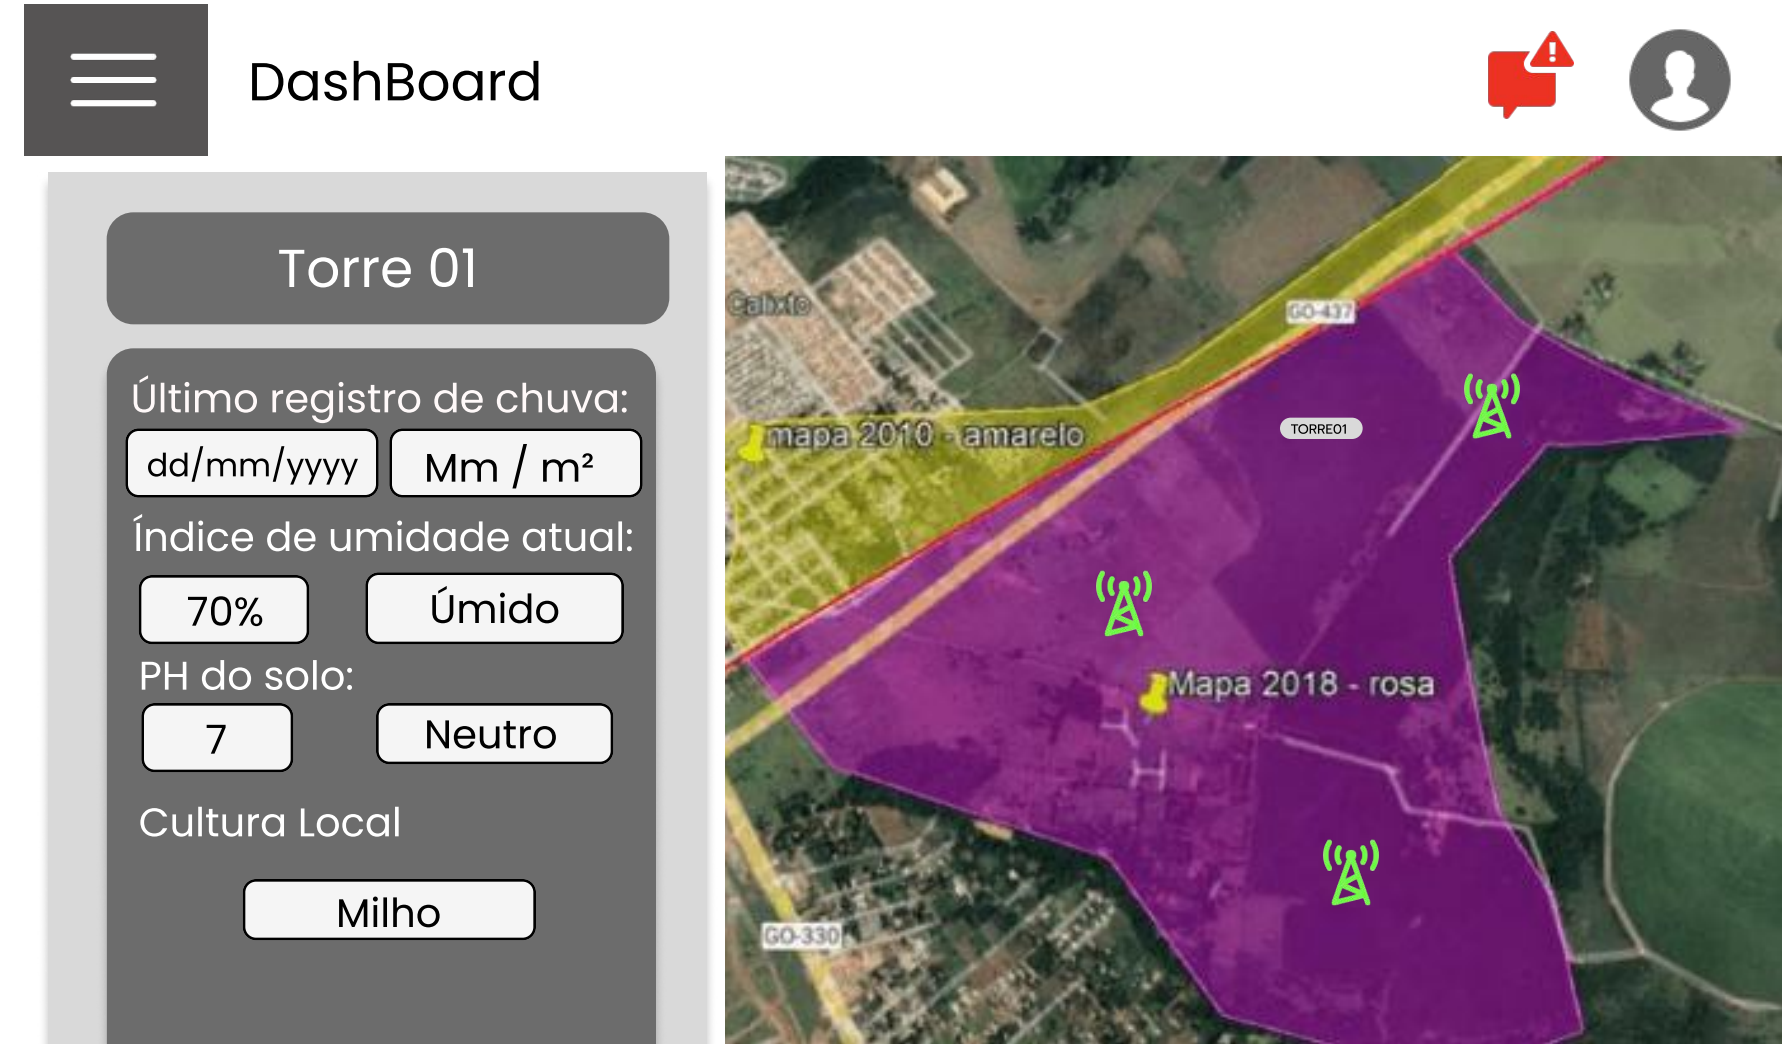 DashBoard
Torre 01
Último registro de chuva:
dd/mm/yyyy
Mm / m²
Índice de umidade atual:
70%
Úmido
PH do solo:
7
Neutro
Cultura Local
Milho
Calixto
GO-437
TORRE01
mapa 2010 - amarelo
Mapa 2018 - rosa
GO-330